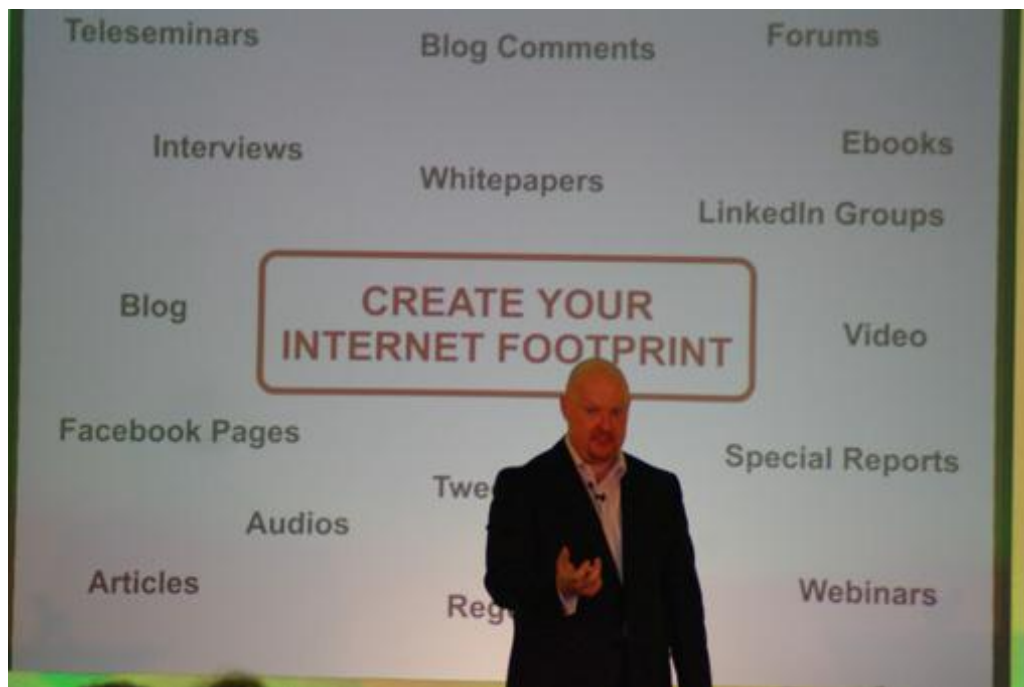 Teleseminars
Blog Comments
Forums
Interviews
Ebooks
Whitepapers
LinkedIn Groups
CREATE YOUR
INTERNET FOOTPRINT
Blog
Video
Facebook Pages
Special Reports
Audios
Articles
Webinars